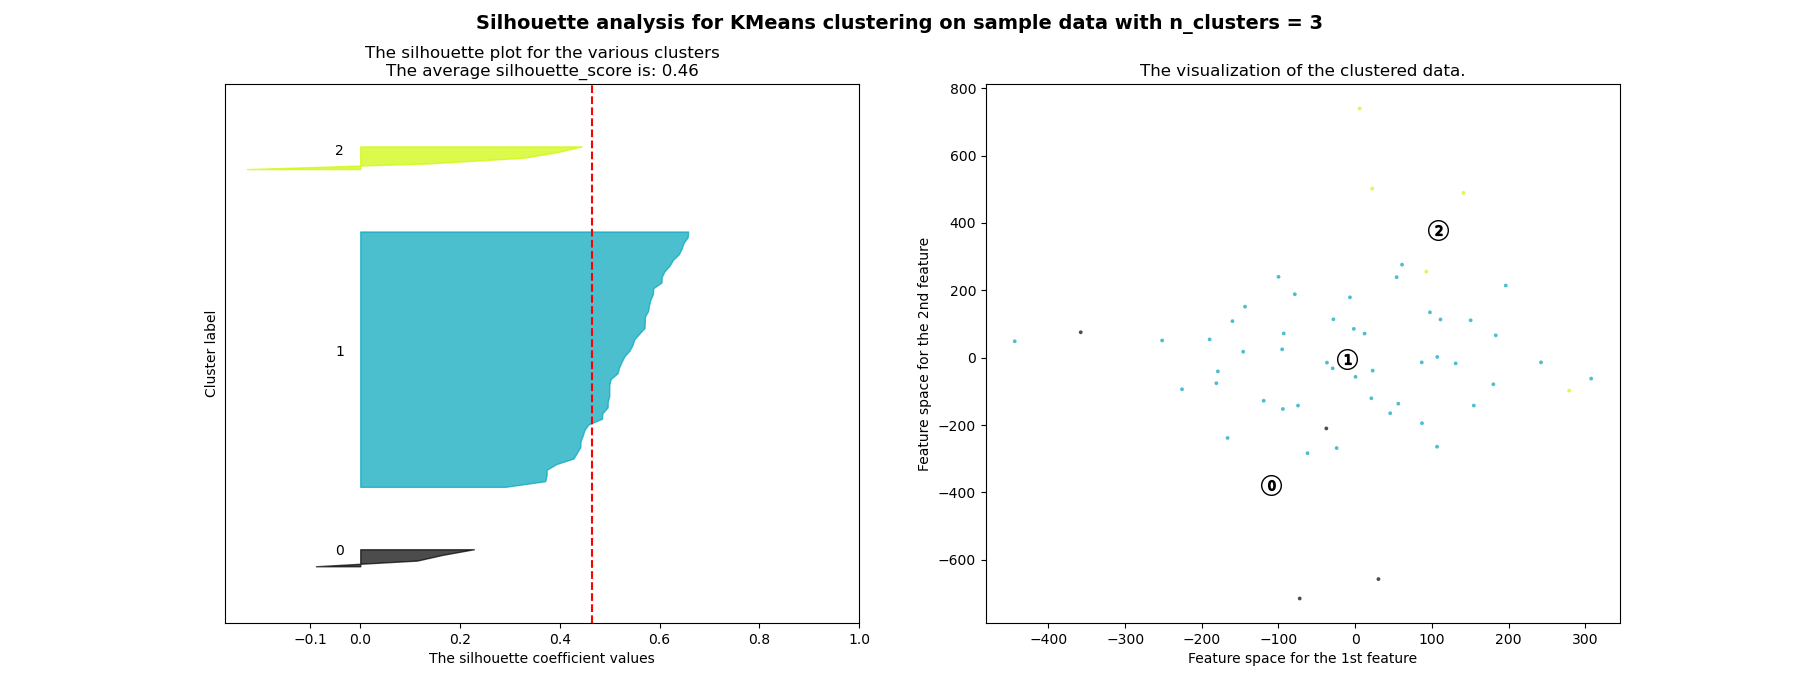 Silhouette analysis for KMeans clustering on sample data with n_clusters = 3
The silhouette plot for the various clusters
The average silhouette_score is: 0.46
2
1
0
Cluster label
−0.1 0.0 0.2 0.4 0.6 0.8 1.0
The silhouette coefficient values
The visualization of the clustered data.
800
600
400
200
0
−200
−400
−600
Feature space for the 2nd feature
2
1
0
−400 −300 −200 −100 0 100 200 300
Feature space for the 1st feature